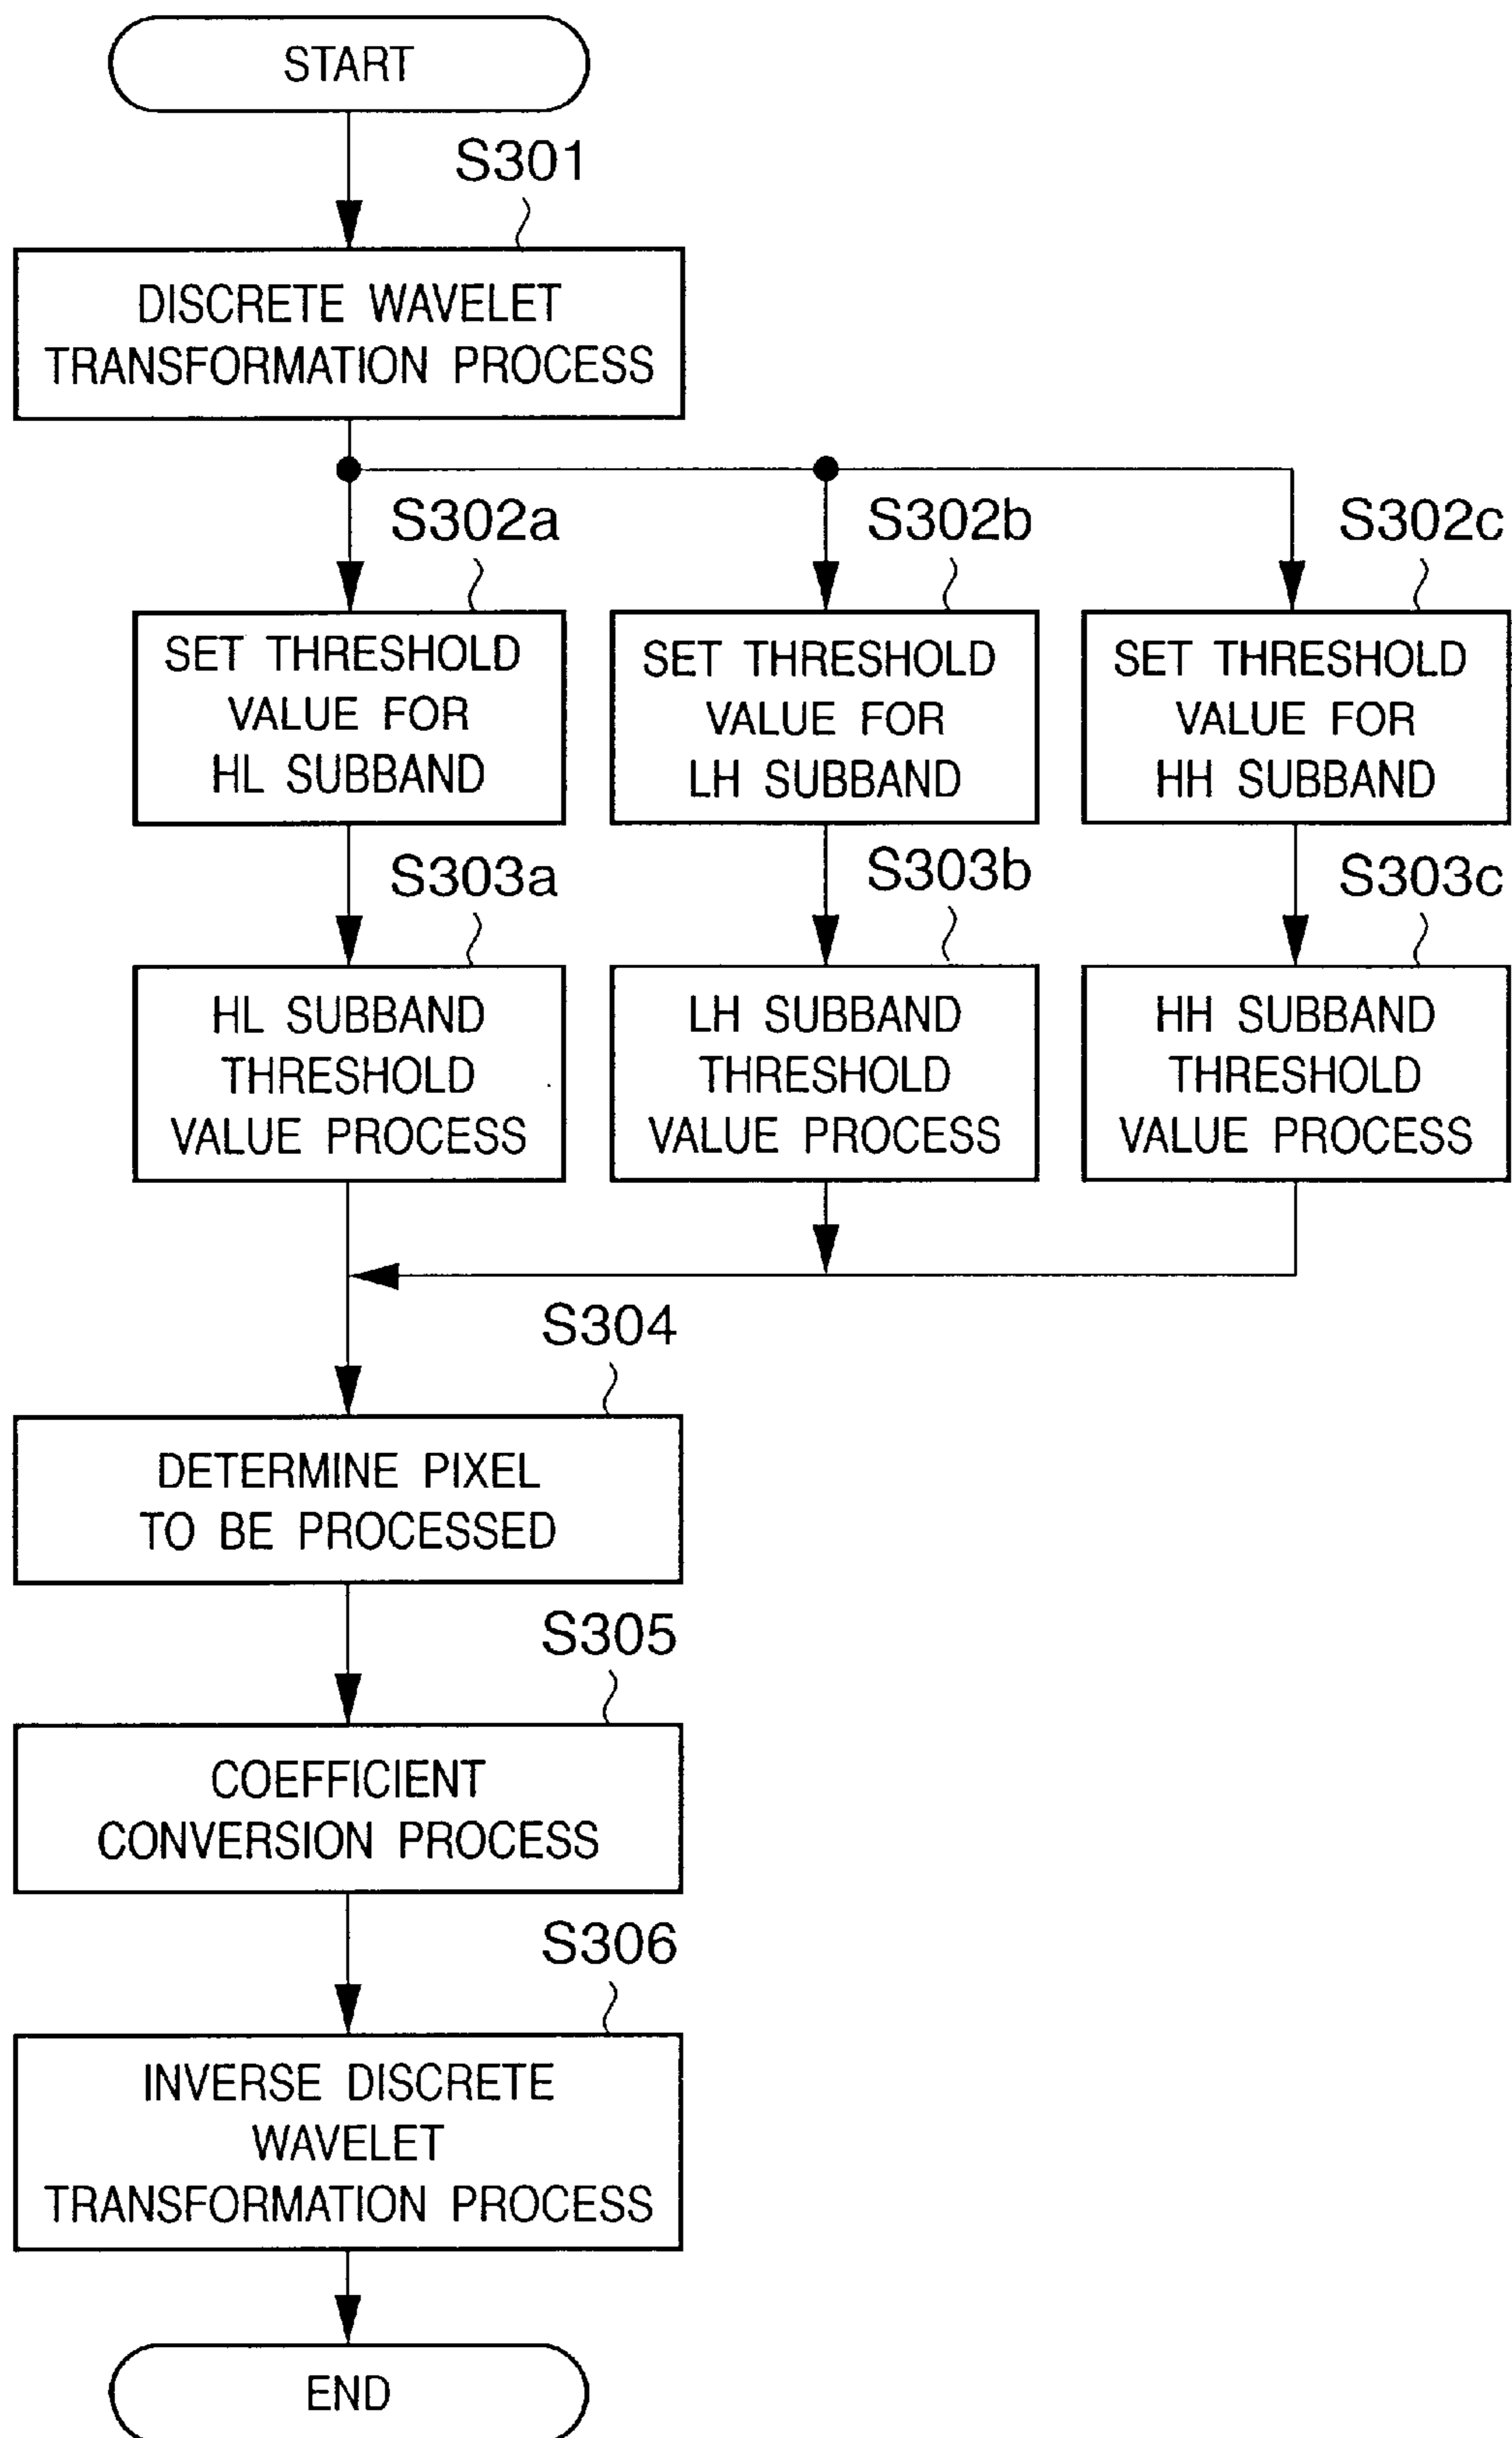 START
S301
DISCRETE WAVELET
TRANSFORMATION PROCESS
S302a
SET THRESHOLD
VALUE FOR
HL SUBBAND
S302b
SET THRESHOLD
VALUE FOR
LH SUBBAND
S302c
SET THRESHOLD
VALUE FOR
HH SUBBAND
S303a
HL SUBBAND
THRESHOLD
VALUE PROCESS
S303b
LH SUBBAND
THRESHOLD
VALUE PROCESS
S303c
HH SUBBAND
THRESHOLD
VALUE PROCESS
S304
DETERMINE PIXEL
TO BE PROCESSED
S305
COEFFICIENT
CONVERSION PROCESS
S306
INVERSE DISCRETE
WAVELET
TRANSFORMATION PROCESS
END